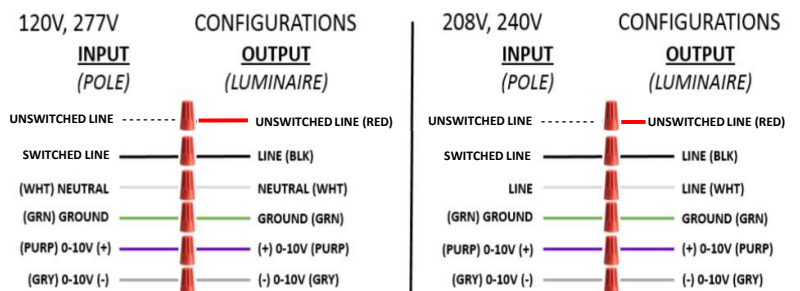 120V, 277V CONFIGURATIONS
INPUT OUTPUT
(POLE) (LUMINAIRE)
UNSWITCHED LINE UNSWITCHED LINE (RED)
SWITCHED LINE LINE (BLK)
(WHT) NEUTRAL NEUTRAL (WHT)
(GRN) GROUND GROUND (GRN)
(PURP) 0-10V (+) (+) 0-10V (PURP)
(GRY) 0-10V (-) (-) 0-10V (GRY)
208V, 240V CONFIGURATIONS
INPUT OUTPUT
(POLE) (LUMINAIRE)
UNSWITCHED LINE UNSWITCHED LINE (RED)
SWITCHED LINE LINE (BLK)
LINE LINE (WHT)
(GRN) GROUND GROUND (GRN)
(PURP) 0-10V (+) (+) 0-10V (PURP)
(GRY) 0-10V (-) (-) 0-10V (GRY)